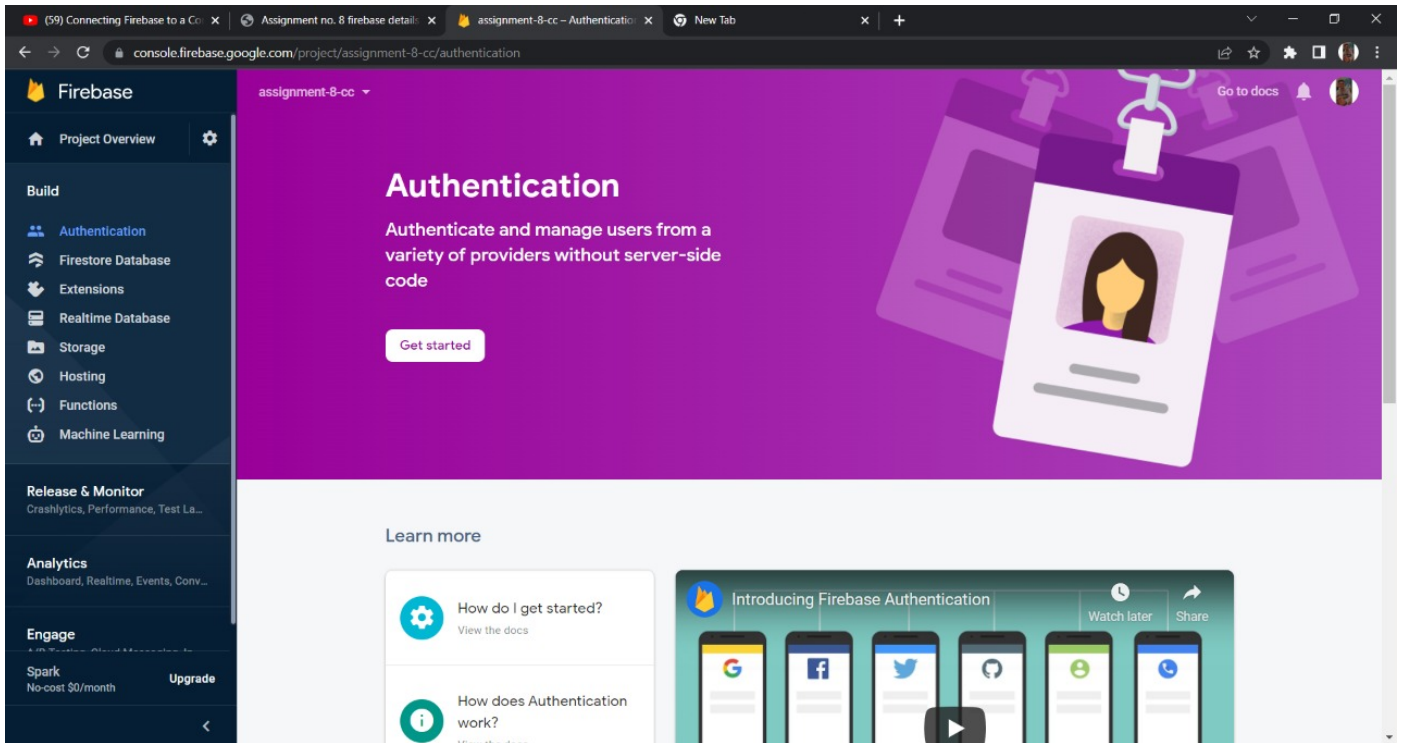 (59) Connecting Firebase to a Co
Assignment no. 8 firebase details
assignment-8-cc – Authentication
New Tab
console.firebase.google.com/project/assignment-8-cc/authentication
Firebase
assignment-8-cc
Go to docs
Project Overview
Build
Authentication
Firestore Database
Extensions
Realtime Database
Storage
Hosting
Functions
Machine Learning
Release & Monitor
Crashlytics, Performance, Test La...
Analytics
Dashboard, Realtime, Events, Conv...
Engage
Spark
No-cost $0/month
Upgrade
Authentication
Authenticate and manage users from a
variety of providers without server-side
code
Get started
Learn more
How do I get started?
View the docs
How does Authentication
work?
View the docs
Introducing Firebase Authentication
Watch later
Share